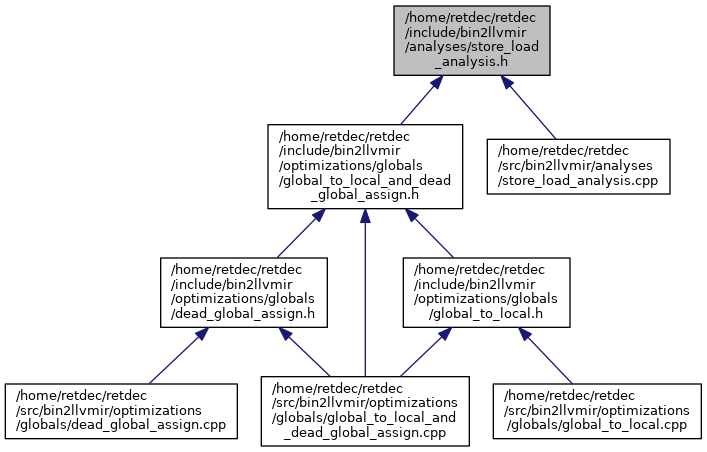 /home/retdec/retdec
/include/bin2llvmir
/analyses/store_load
_analysis.h
/home/retdec/retdec
/include/bin2llvmir
/optimizations/globals
/global_to_local_and_dead
_global_assign.h
/home/retdec/retdec
/src/bin2llvmir/analyses
/store_load_analysis.cpp
/home/retdec/retdec
/include/bin2llvmir
/optimizations/globals
/dead_global_assign.h
/home/retdec/retdec
/include/bin2llvmir
/optimizations/globals
/global_to_local.h
/home/retdec/retdec
/src/bin2llvmir/optimizations
/globals/dead_global_assign.cpp
/home/retdec/retdec
/src/bin2llvmir/optimizations
/globals/global_to_local_and
_dead_global_assign.cpp
/home/retdec/retdec
/src/bin2llvmir/optimizations
/globals/global_to_local.cpp